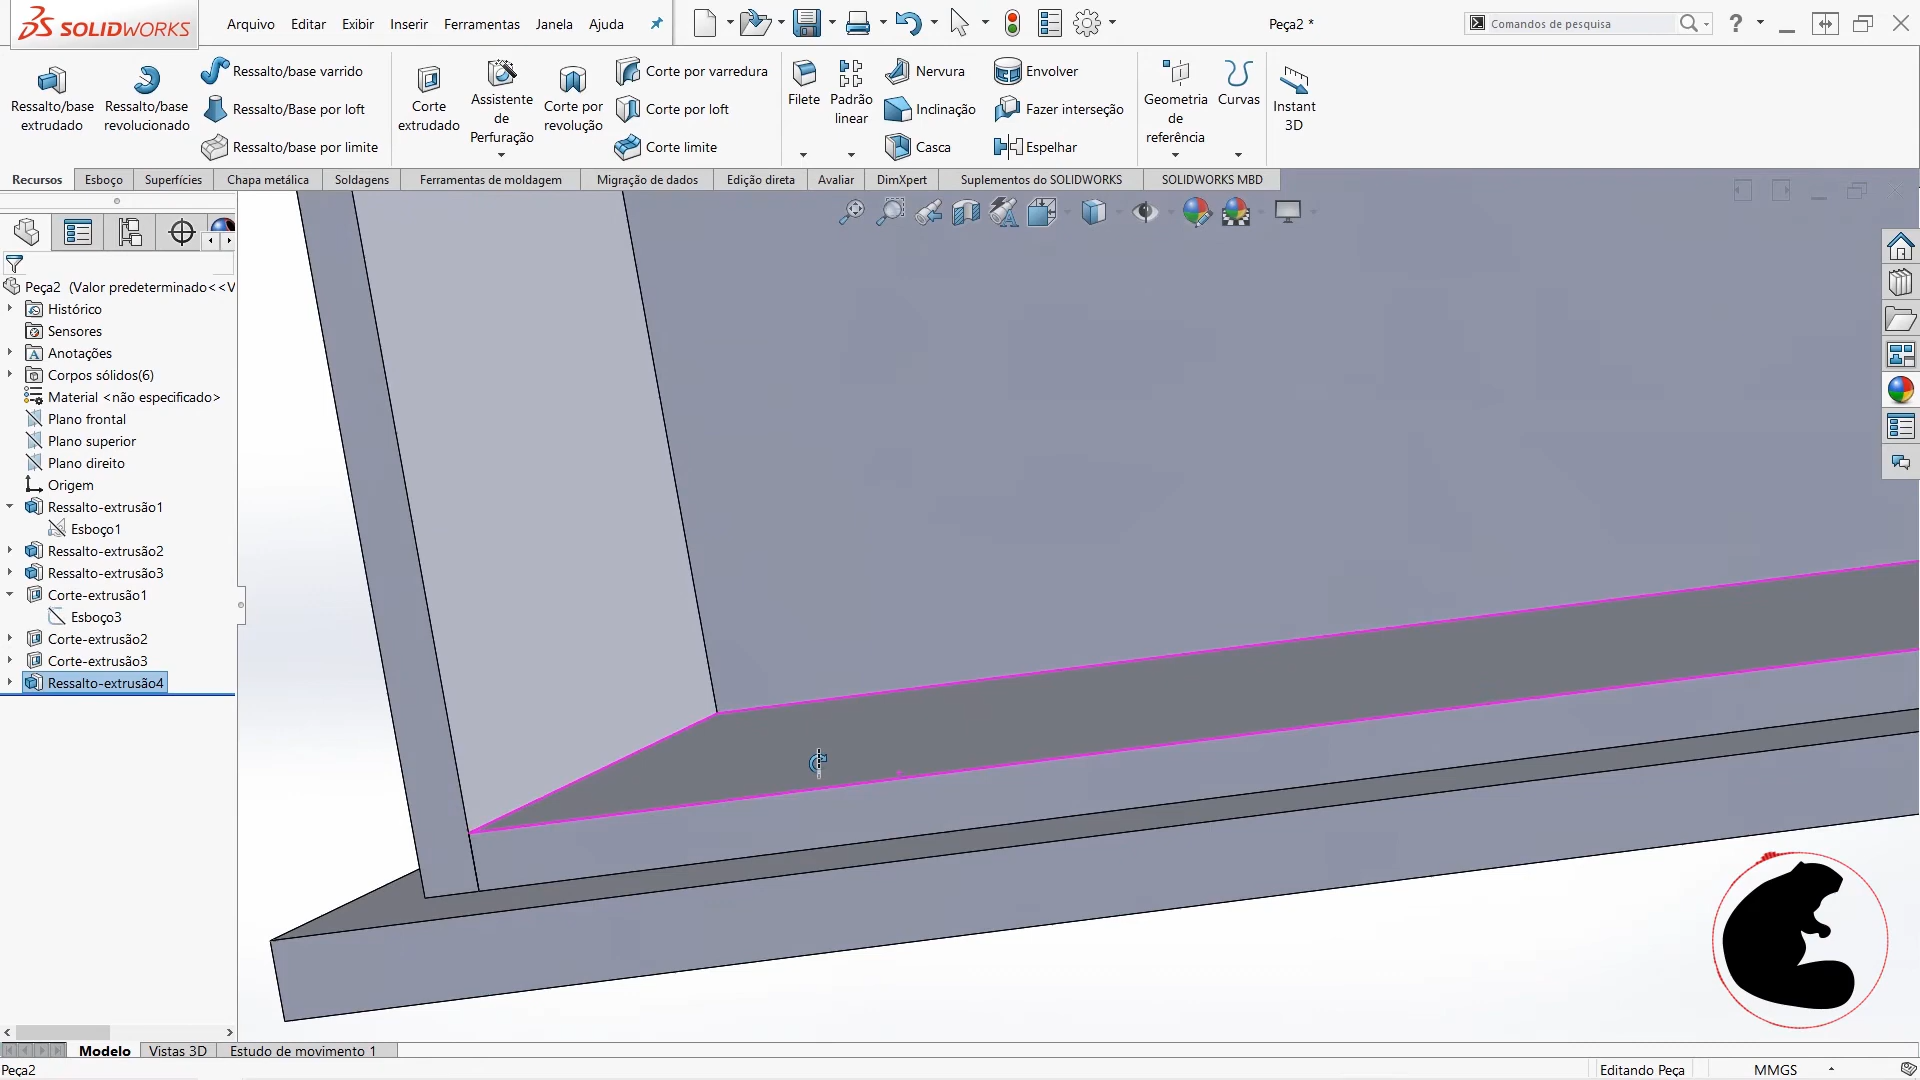 SOLIDWORKS
Arquivo Editar Exibir Inserir Ferramentas Janela Ajuda
Peça2 *
Comandos de pesquisa
?
Ressalto/base extrudado
Ressalto/base revolucionado
Ressalto/base varrido
Ressalto/Base por loft
Ressalto/base por limite
Corte extrudado
Assistente de Perfuração
Corte por revolução
Corte por varredura
Corte por loft
Corte limite
Filete
Padrão linear
Nervura
Inclinação
Casca
Envolver
Fazer interseção
Espelhar
Geometria de referência
Curvas
Instant 3D
Recursos Esboço Superfícies Chapa metálica Soldagens Ferramentas de moldagem Migração de dados Edição direta Avaliar DimXpert Suplementos do SOLIDWORKS SOLIDWORKS MBD
Peça2 (Valor predeterminado<<V
Histórico
Sensores
Anotações
Corpos sólidos(6)
Material <não especificado>
Plano frontal
Plano superior
Plano direito
Origem
Ressalto-extrusão1
Esboço1
Ressalto-extrusão2
Ressalto-extrusão3
Corte-extrusão1
Esboço3
Corte-extrusão2
Corte-extrusão3
Ressalto-extrusão4
Modelo Vistas 3D Estudo de movimento 1
Peça2
Editando Peça
MMGS